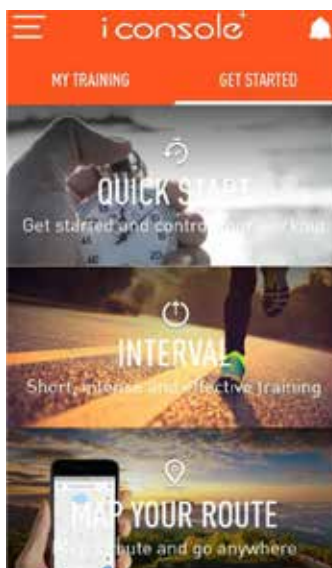 i console+
MY TRAINING GET STARTED
QUICK START
Get started and control your workout
INTERVAL
Short, intense and effective training
MAP YOUR ROUTE
route and go anywhere